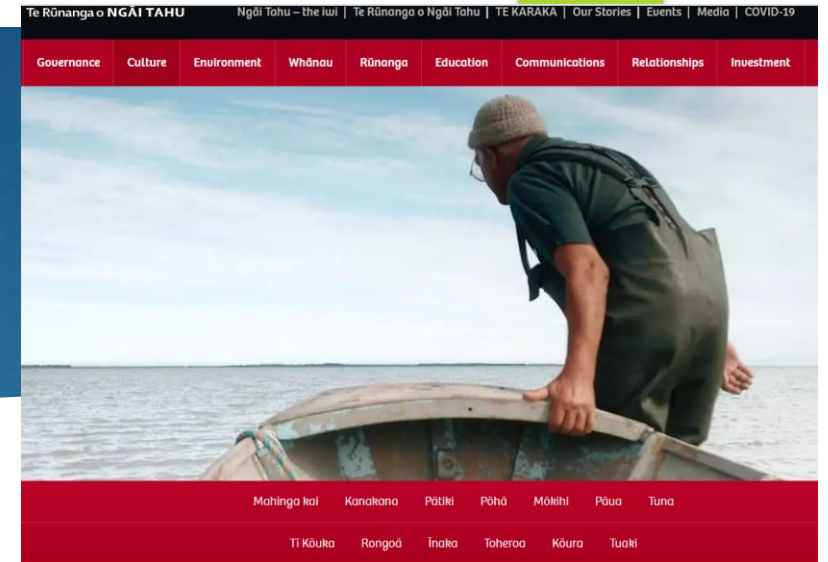 Te Rūnanga o NGĀI TAHU Ngāi Tahu – the iwi | Te Rūnanga o Ngāi Tahu | TE KARAKA | Our Stories | Events | Media | COVID-19
Governance Culture Environment Whānau Rūnanga Education Communications Relationships Investment
Mahinga kai Kanakana Pātiki Pōhā Mōkihi Pāua Tuna
Tī Kōuka Rongoā Īnaka Toheroa Kōura Tuaki